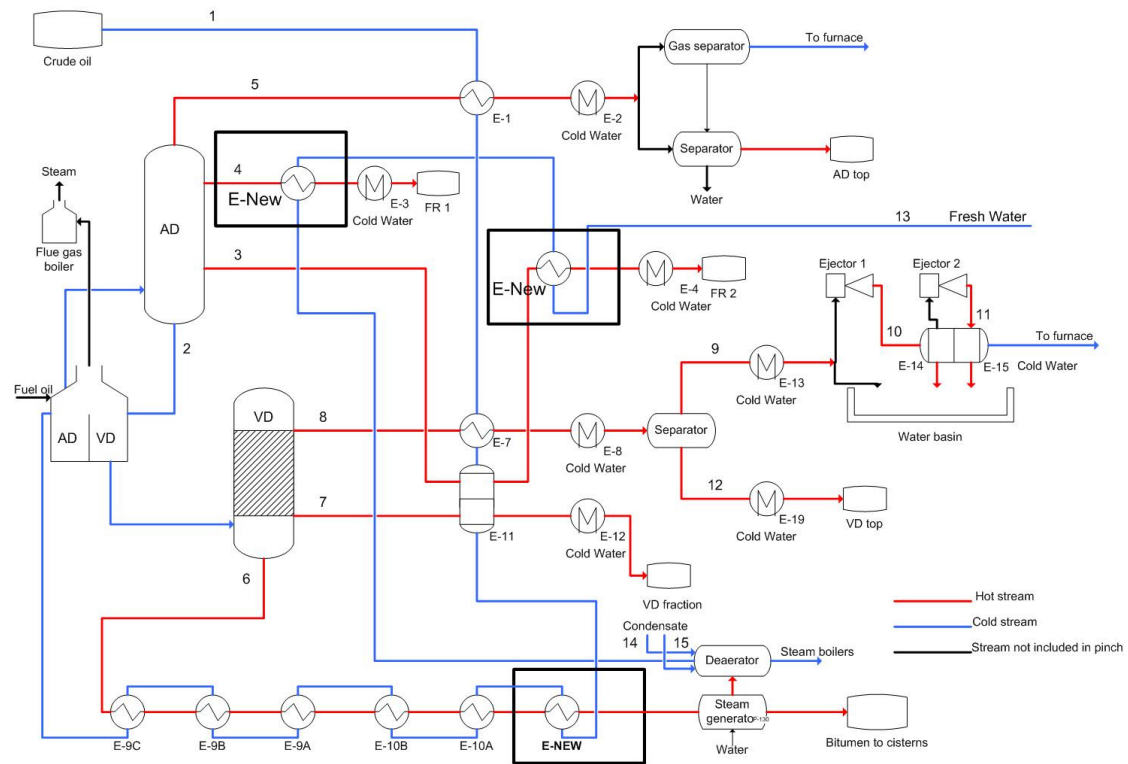 1
Crude oil
5
E-1
E-2
Cold Water
Gas separator
To furnace
Separator
AD top
Water
Steam
Flue gas
boiler
AD
4
E-New
E-3
Cold Water
FR 1
3
2
13
Fresh Water
E-New
E-4
Cold Water
FR 2
Ejector 1
Ejector 2
10
11
To furnace
Cold Water
E-14
E-15
Water basin
Fuel oil
AD
VD
VD
8
E-7
E-8
Cold Water
Separator
9
E-13
Cold Water
12
E-19
Cold Water
VD top
7
E-11
E-12
Cold Water
VD fraction
6
Condensate
14
15
Deaerator
Steam boilers
Hot stream
Cold stream
Stream not included in pinch
E-9C
E-9B
E-9A
E-10B
E-10A
E-NEW
Steam
generatoP-130
Water
Bitumen to cisterns